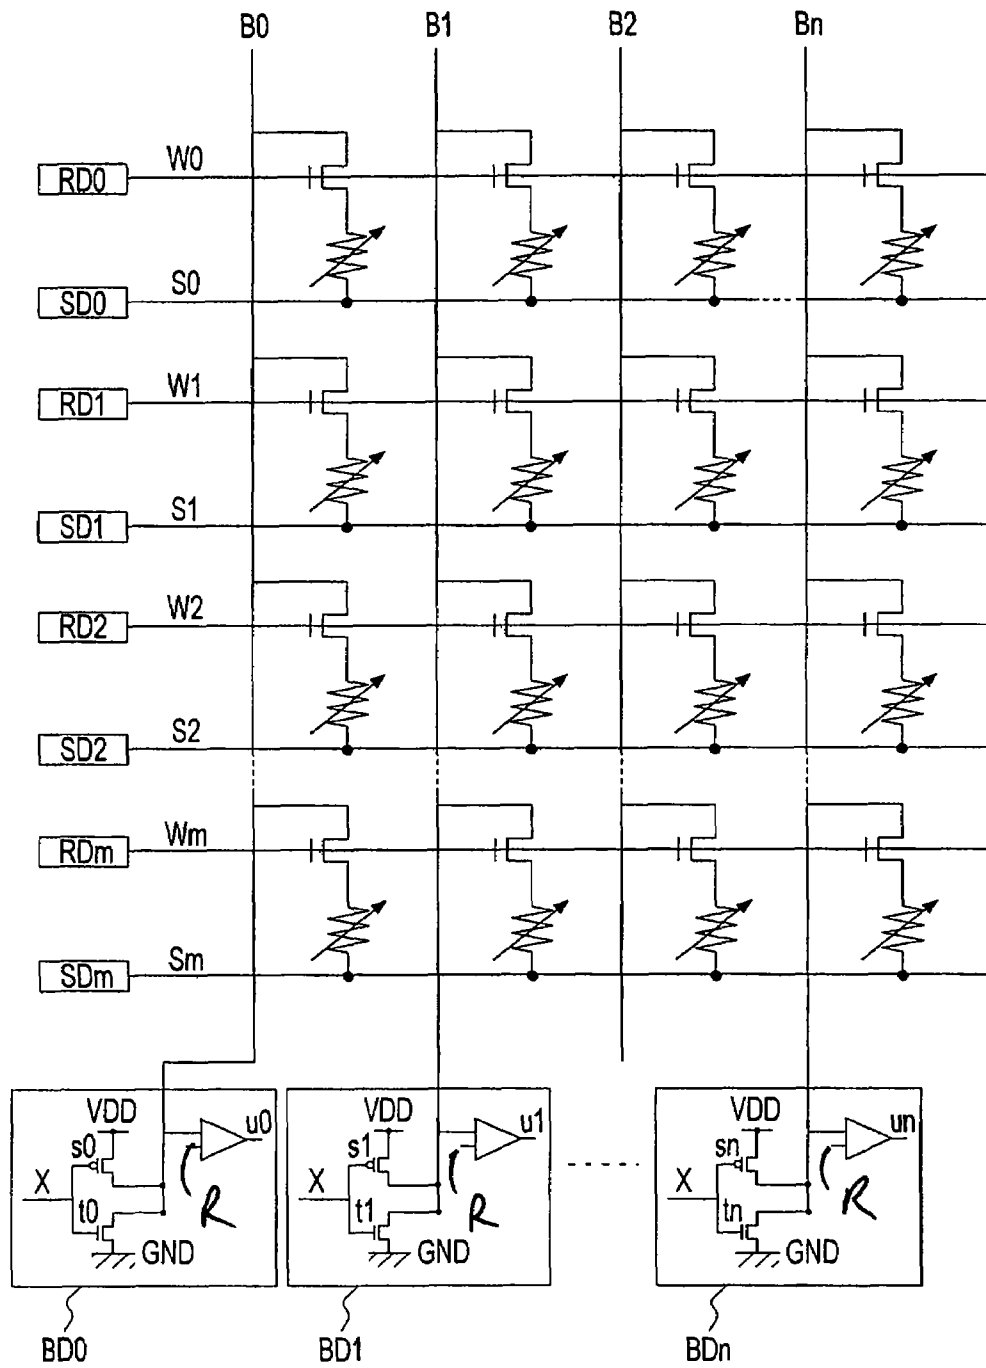 B0 B1 B2 Bn
W0
RD0
S0
SD0
W1
RD1
S1
SD1
W2
RD2
S2
SD2
Wm
RDm
Sm
SDm
VDD u0 VDD u1 VDD un
s0 s1 sn
X X X
t0 R t1 R tn R
GND GND GND
BD0 BD1 BDn